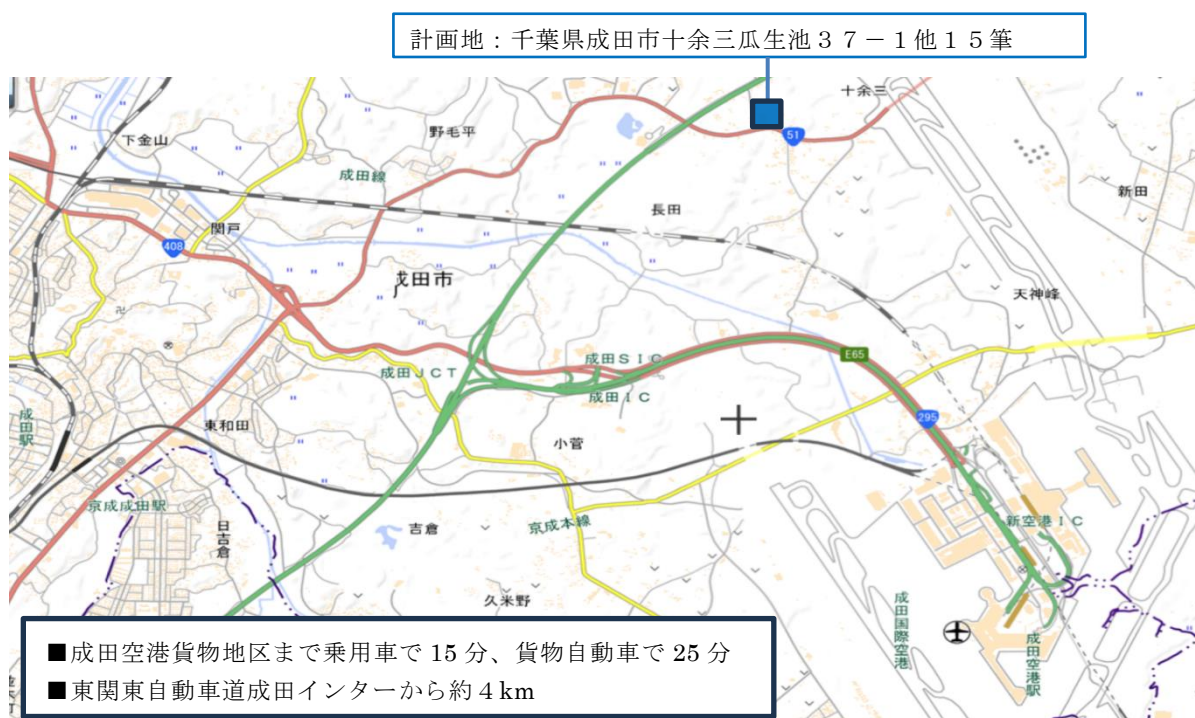 計画地：千葉県成田市十余三瓜生池３７－１他１５筆
十余三
下金山
野毛平
51
成田線
新田
関戸
長田
408
成田市
天神峰
成田ＳＩＣ
E65
成田ＪＣＴ
成田ＩＣ
成田駅
東和田
小菅
295
京成成田駅
日吉倉
吉倉
京成本線
新空港ＩＣ
久米野
成田国際空港
成田空港駅
■成田空港貨物地区まで乗用車で 15 分、貨物自動車で 25 分
■東関東自動車道成田インターから約４km